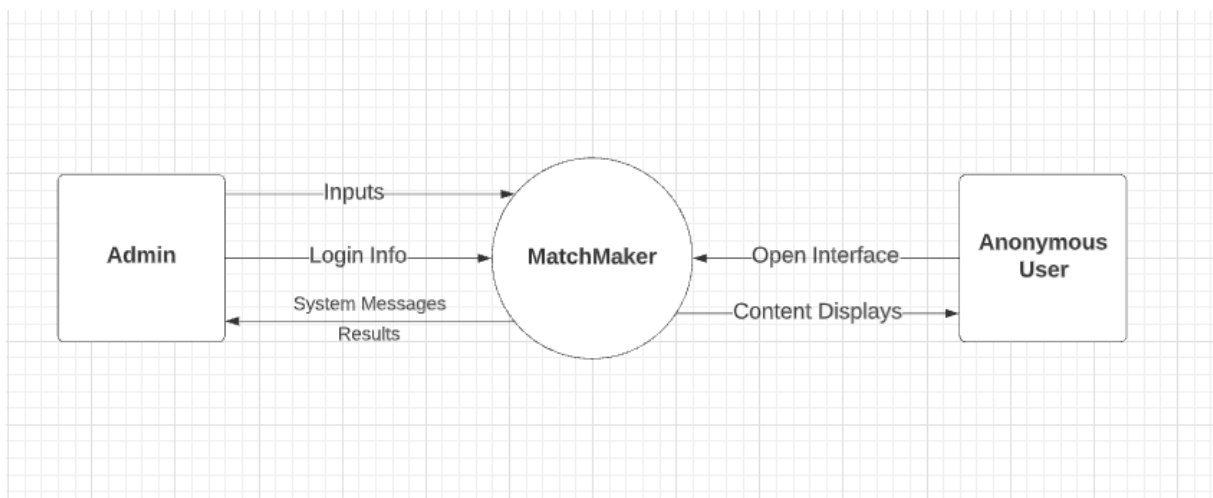 Inputs
Admin
Login Info
System Messages
Results
MatchMaker
Open Interface
Content Displays
Anonymous
User